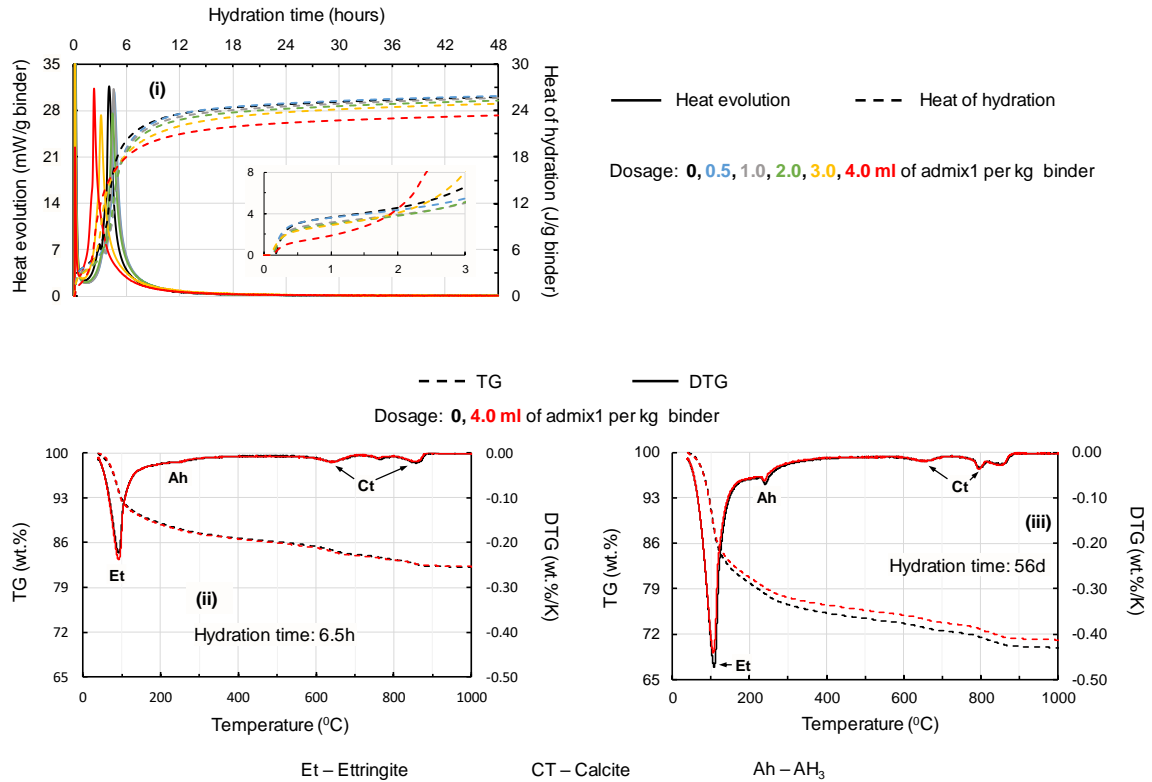 Hydration time (hours)
0 6 12 18 24 30 36 42 48
Heat evolution (mW/g binder)
35
28
21
14
7
0
(i)
8
4
0
0 1 2 3
30
24
18
12
6
0
Heat of hydration (J/g binder)
Heat evolution Heat of hydration
Dosage: 0, 0.5, 1.0, 2.0, 3.0, 4.0 ml of admix1 per kg binder
TG DTG
Dosage: 0, 4.0 ml of admix1 per kg binder
TG (wt.%)
100
93
86
79
72
65
Ah
Ct
Et
(ii)
Hydration time: 6.5h
0.00
-0.10
-0.20
-0.30
-0.40
-0.50
DTG (wt.%/K)
0 200 400 600 800 1000
Temperature (⁰C)
TG (wt.%)
100
93
86
79
72
65
Ah
Ct
(iii)
Hydration time: 56d
Et
0.00
-0.10
-0.20
-0.30
-0.40
-0.50
DTG (wt.%/K)
0 200 400 600 800 1000
Temperature (⁰C)
Et – Ettringite CT – Calcite Ah – AH₃